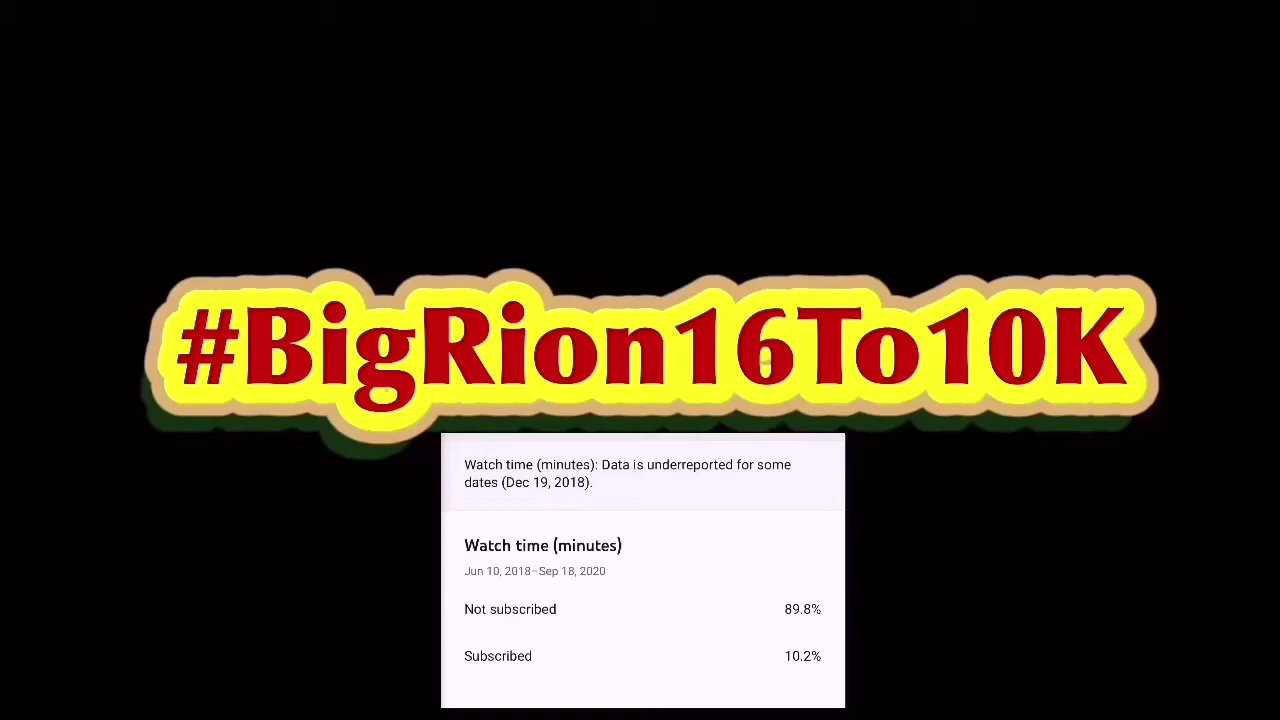 #BigRion16To10K
Watch time (minutes): Data is underreported for some
dates (Dec 19, 2018).
Watch time (minutes)
Jun 10, 2018–Sep 18, 2020
Not subscribed 89.8%
Subscribed 10.2%